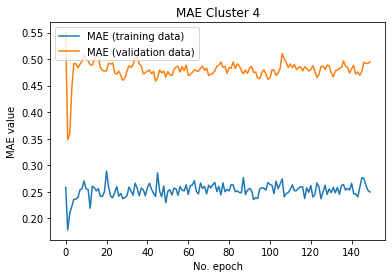 MAE Cluster 4
MAE (training data)
MAE (validation data)
MAE value
0.55
0.50
0.45
0.40
0.35
0.30
0.25
0.20
0 20 40 60 80 100 120 140
No. epoch